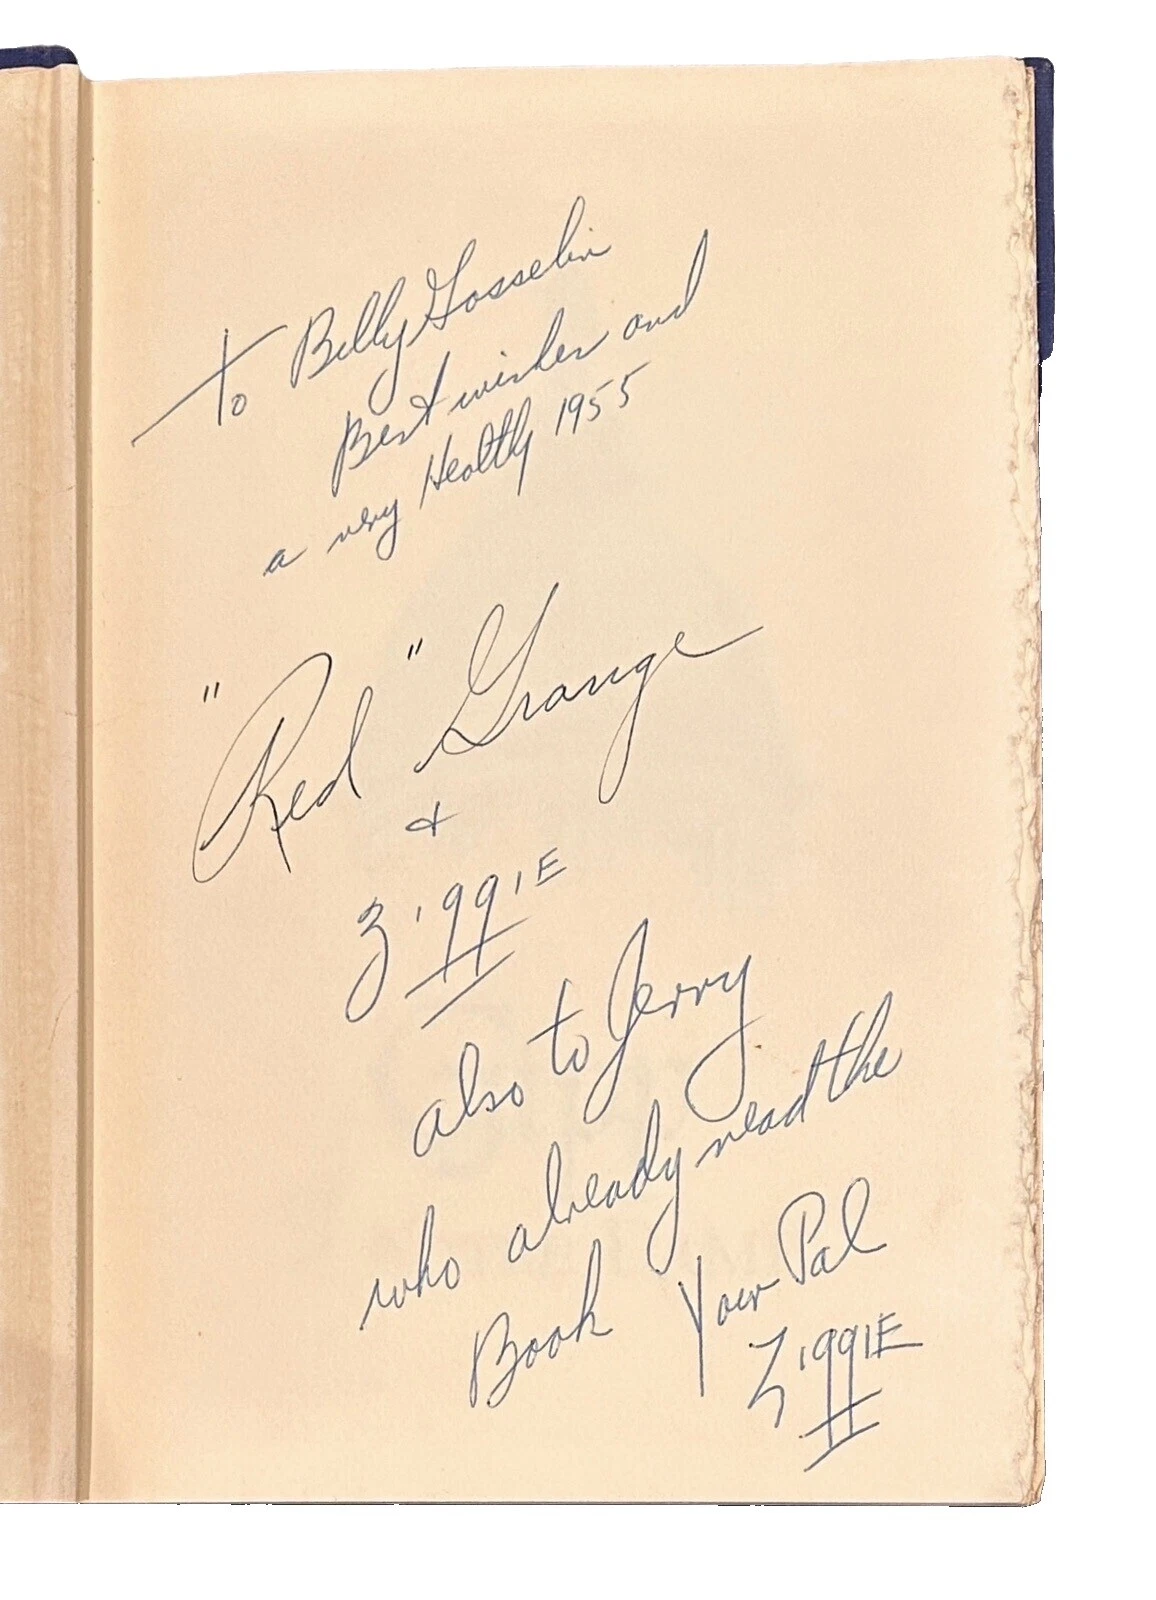 To Billy Gosselin
Best wishes and
a very Healthy 1955
"Red" Grange
+
Ziggie
also to Jerry
who already read the
Book Your Pal
ZIGGIE